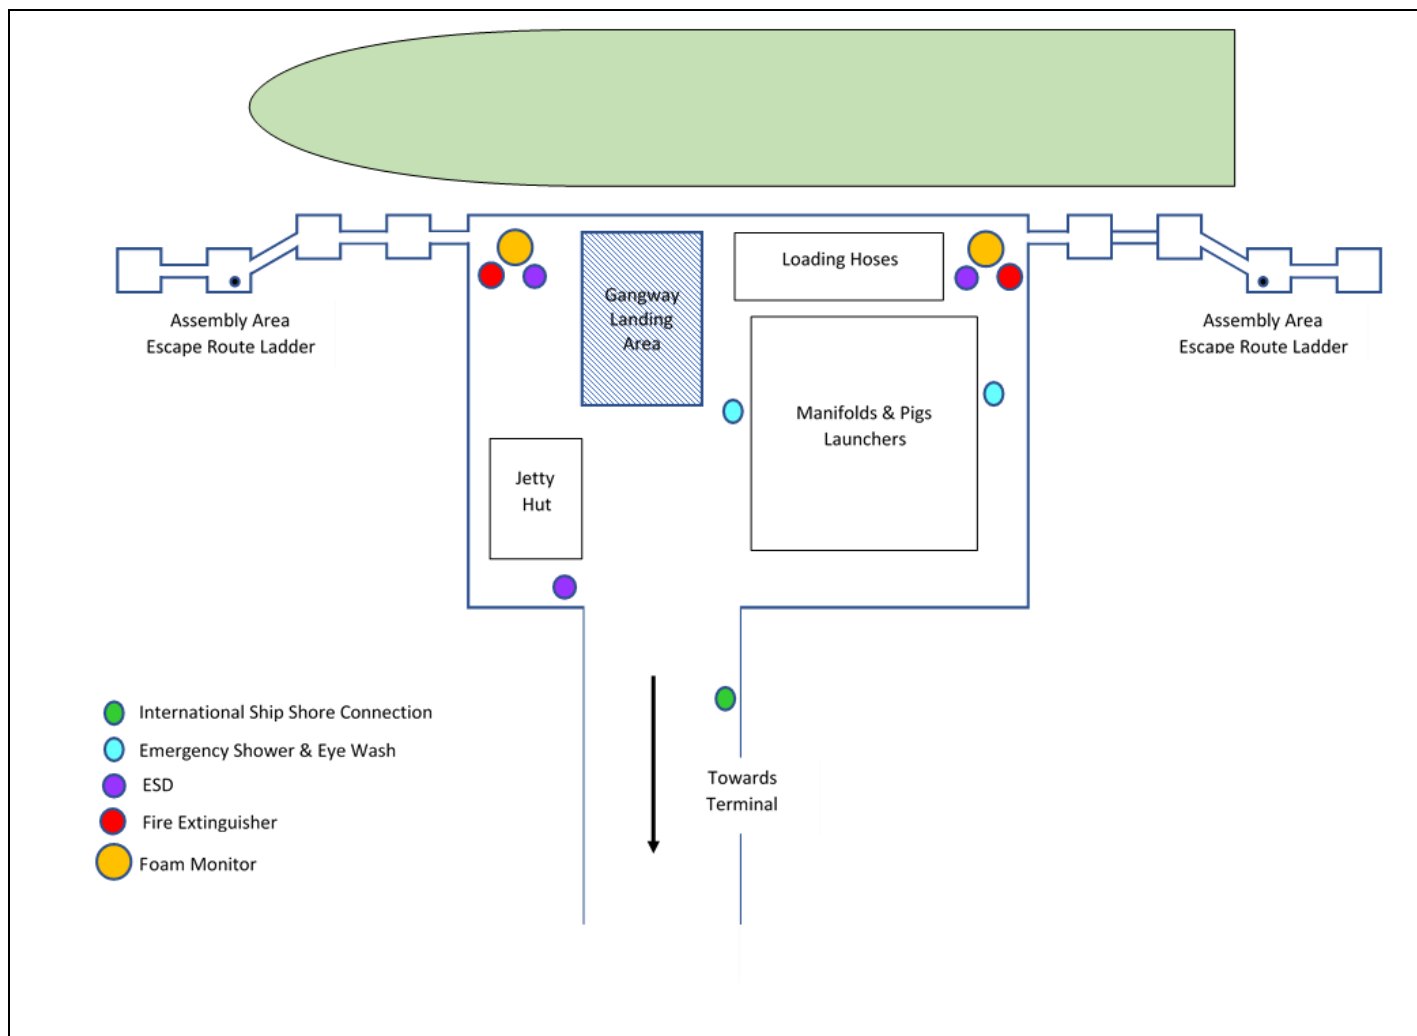 Loading Hoses
Gangway
Landing
Area
Assembly Area
Escape Route Ladder
Assembly Area
Escape Route Ladder
Manifolds & Pigs
Launchers
Jetty
Hut
International Ship Shore Connection
Emergency Shower & Eye Wash
ESD
Fire Extinguisher
Foam Monitor
Towards
Terminal